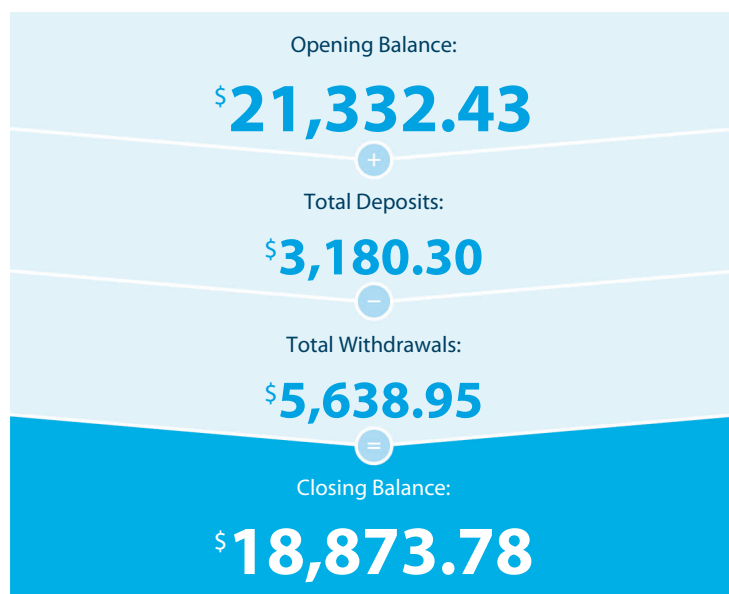 Opening Balance:
$21,332.43
+
Total Deposits:
$3,180.30
−
Total Withdrawals:
$5,638.95
=
Closing Balance:
$18,873.78